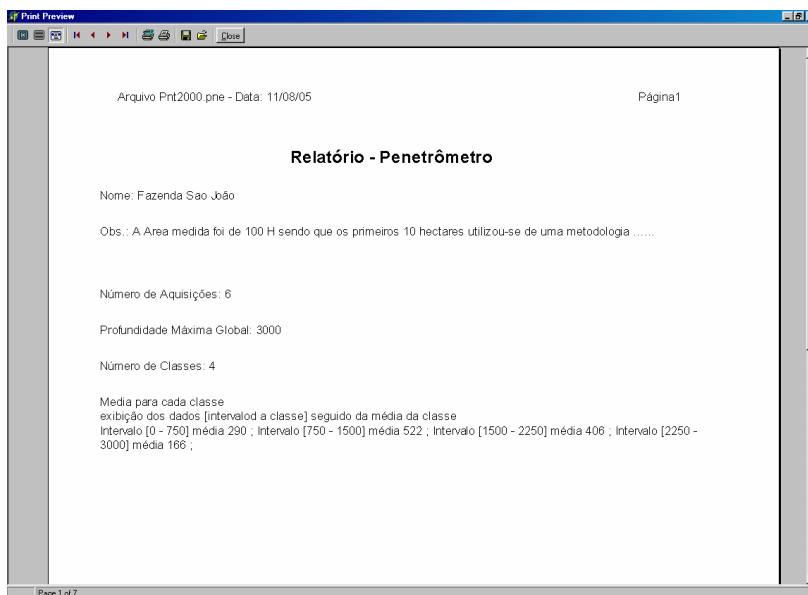 Print Preview
Close
Arquivo Pnt2000.pne - Data: 11/08/05 Página1
Relatório - Penetrômetro
Nome: Fazenda Sao João
Obs.: A Area medida foi de 100 H sendo que os primeiros 10 hectares utilizou-se de uma metodologia ……
Número de Aquisições: 6
Profundidade Máxima Global: 3000
Número de Classes: 4
Media para cada classe
exibição dos dados [intervalod a classe] seguido da média da classe
Intervalo [0 - 750] média 290 ; Intervalo [750 - 1500] média 522 ; Intervalo [1500 - 2250] média 406 ; Intervalo [2250 -
3000] média 166 ;
Page 1 of 7